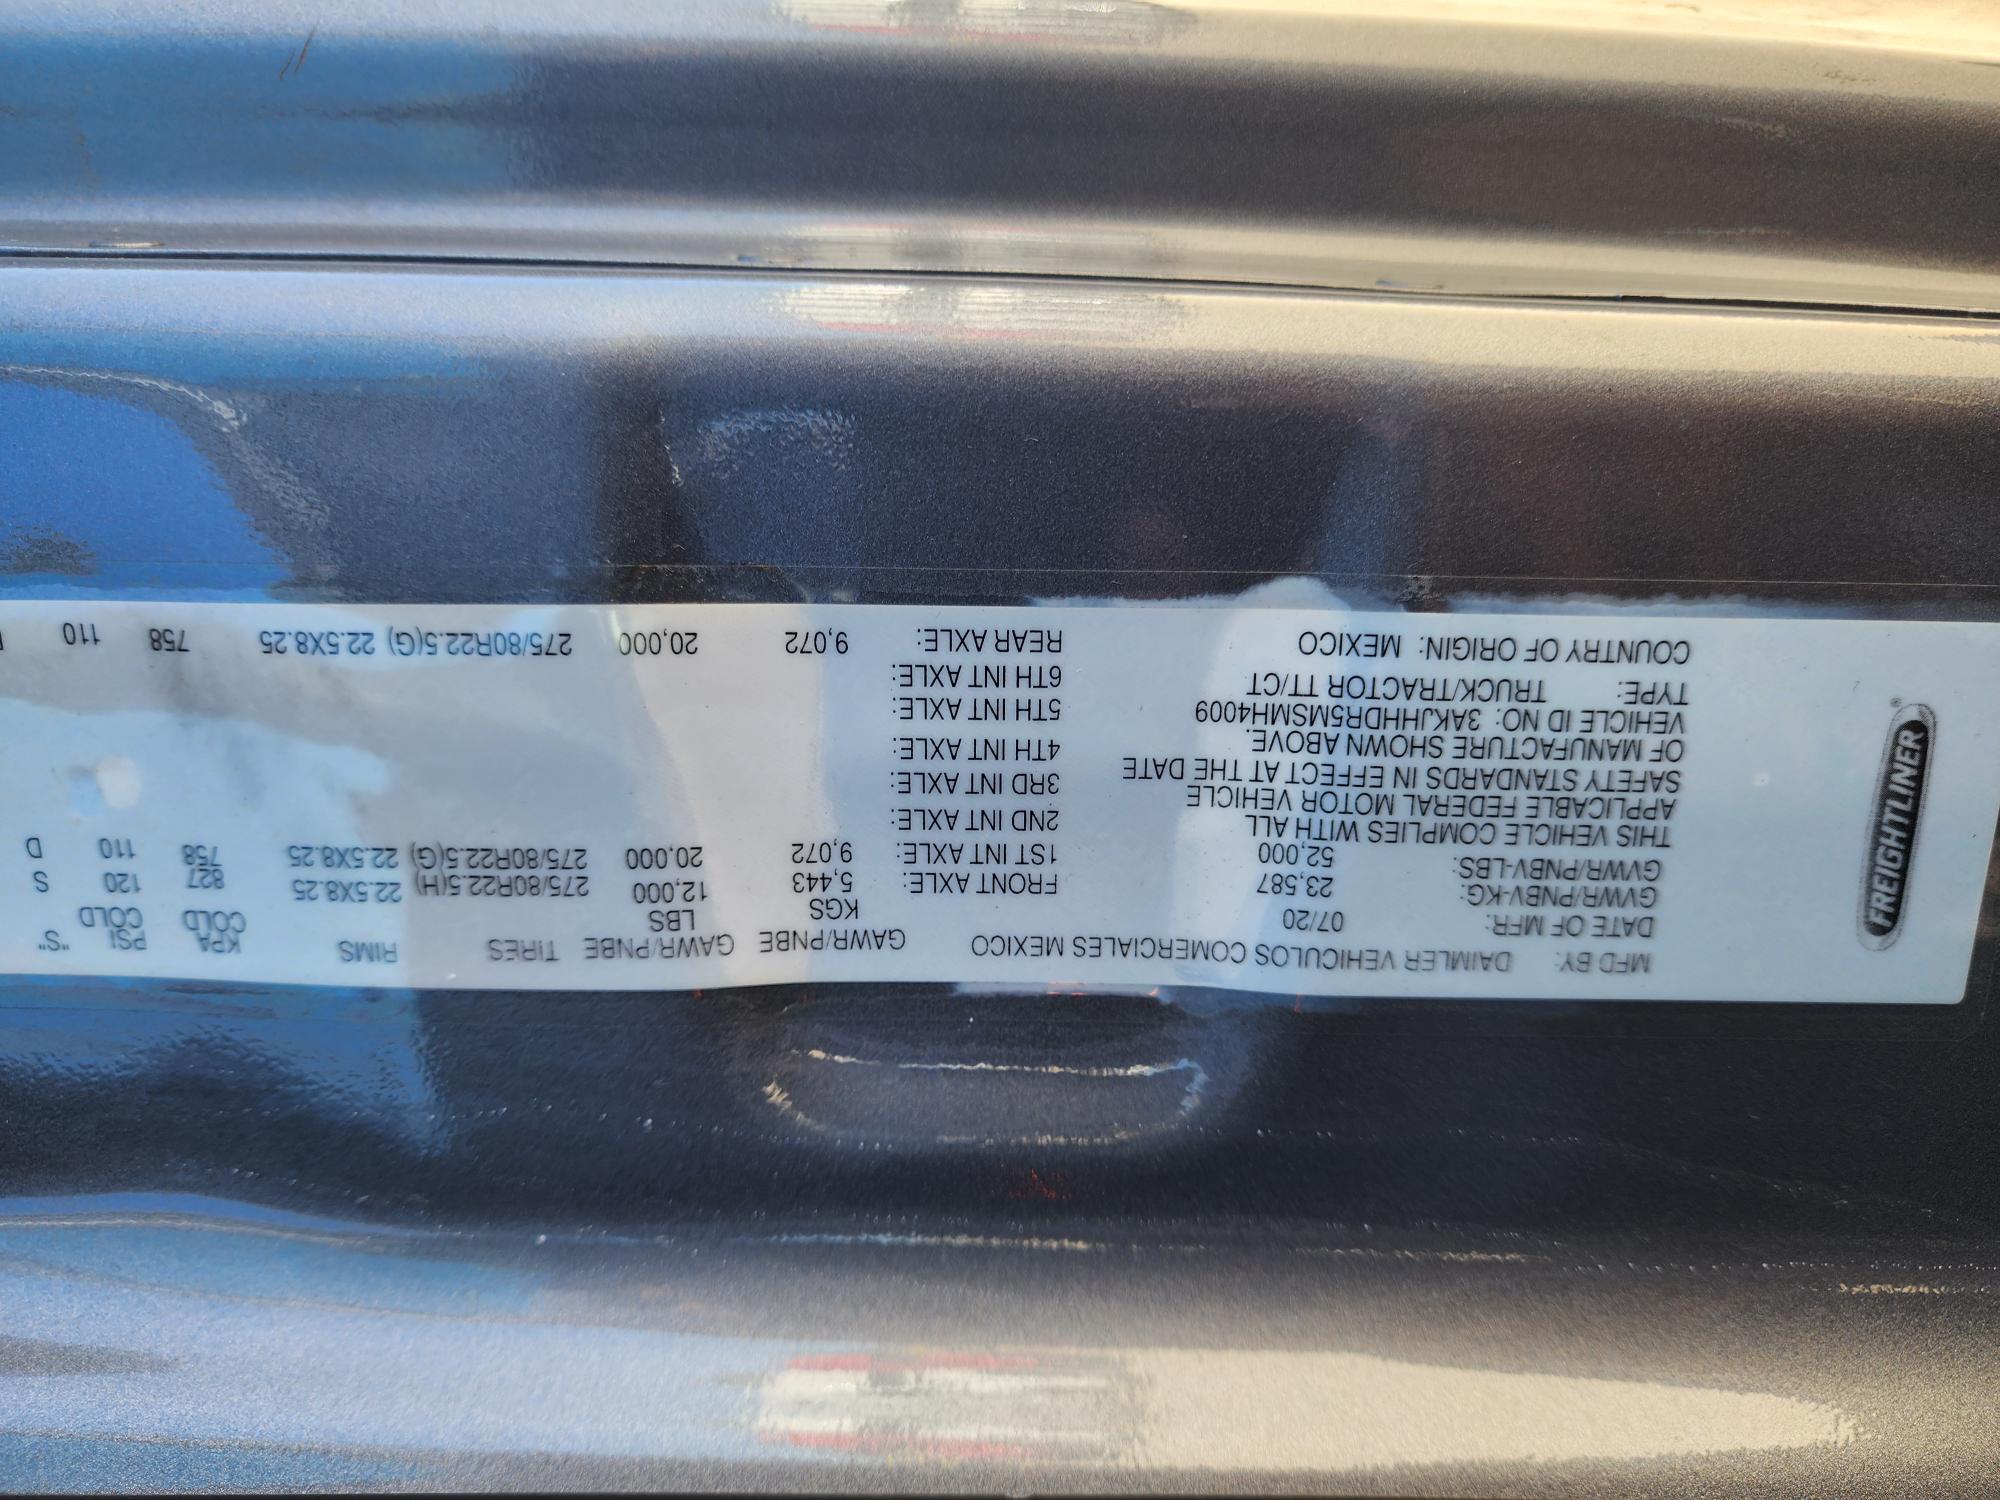 FREIGHTLINER®
MFD BY: DAIMLER VEHICULOS COMERCIALES MEXICO
DATE OF MFR: 07/20
GVWR/PNBV-KG: 23,587
GVWR/PNBV-LBS: 52,000
THIS VEHICLE COMPLIES WITH ALL
APPLICABLE FEDERAL MOTOR VEHICLE
SAFETY STANDARDS IN EFFECT AT THE DATE
OF MANUFACTURE SHOWN ABOVE.
VEHICLE ID NO: 3AKJHHDR5MSMH4009
TYPE: TRUCK/TRACTOR TT/CT
COUNTRY OF ORIGIN: MEXICO
GAWR/PNBE GAWR/PNBE TIRES RIMS KPA PSI "S"
KGS LBS COLD COLD
FRONT AXLE: 5,443 12,000 275/80R22.5(H) 22.5X8.25 827 120 S
1ST INT AXLE: 9,072 20,000 275/80R22.5(G) 22.5X8.25 758 110 D
2ND INT AXLE:
3RD INT AXLE:
4TH INT AXLE:
5TH INT AXLE:
6TH INT AXLE:
REAR AXLE: 9,072 20,000 275/80R22.5(G) 22.5X8.25 758 110